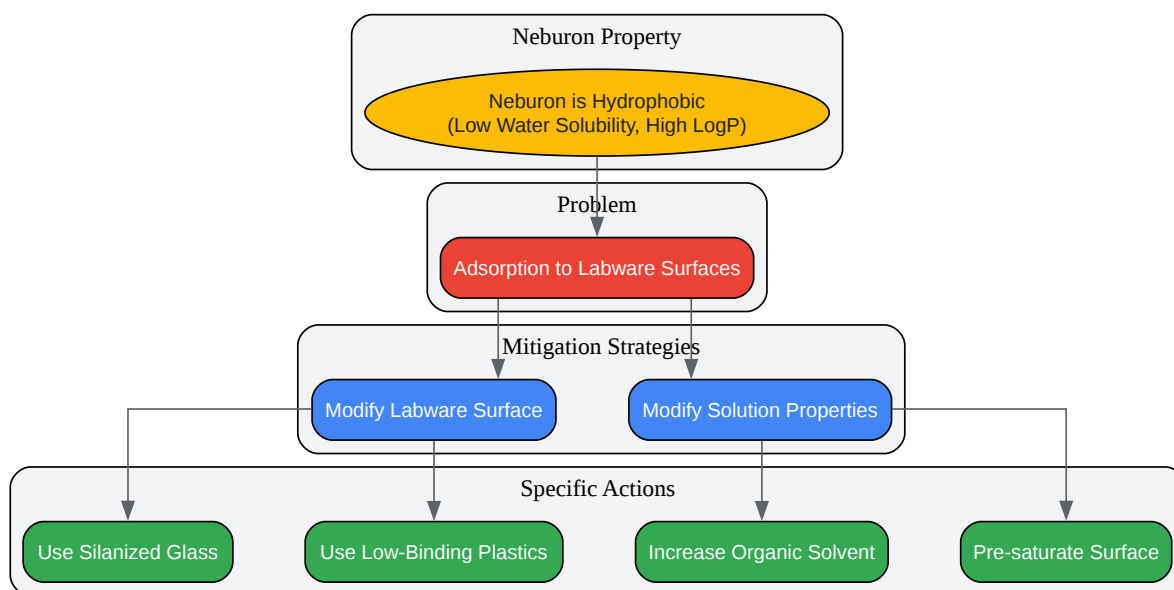 Neburon Property
Neburon is Hydrophobic
(Low Water Solubility, High LogP)
Problem
Adsorption to Labware Surfaces
Mitigation Strategies
Modify Labware Surface
Modify Solution Properties
Specific Actions
Use Silanized Glass
Use Low-Binding Plastics
Increase Organic Solvent
Pre-saturate Surface